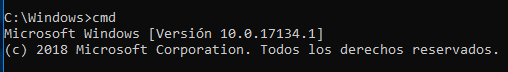 C:\Windows>cmd
Microsoft Windows [Versión 10.0.17134.1]
(c) 2018 Microsoft Corporation. Todos los derechos reservados.